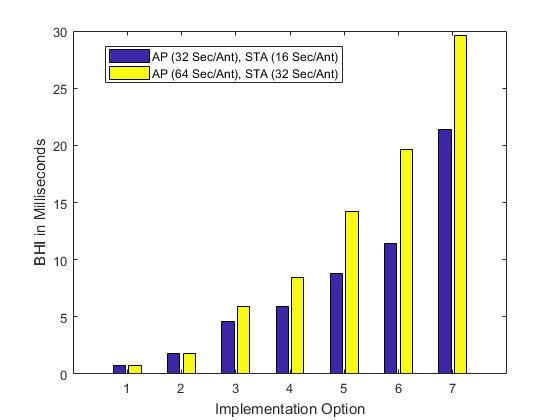 30
25
20
15
10
5
0
BHI in Milliseconds
AP (32 Sec/Ant), STA (16 Sec/Ant)
AP (64 Sec/Ant), STA (32 Sec/Ant)
1 2 3 4 5 6 7
Implementation Option